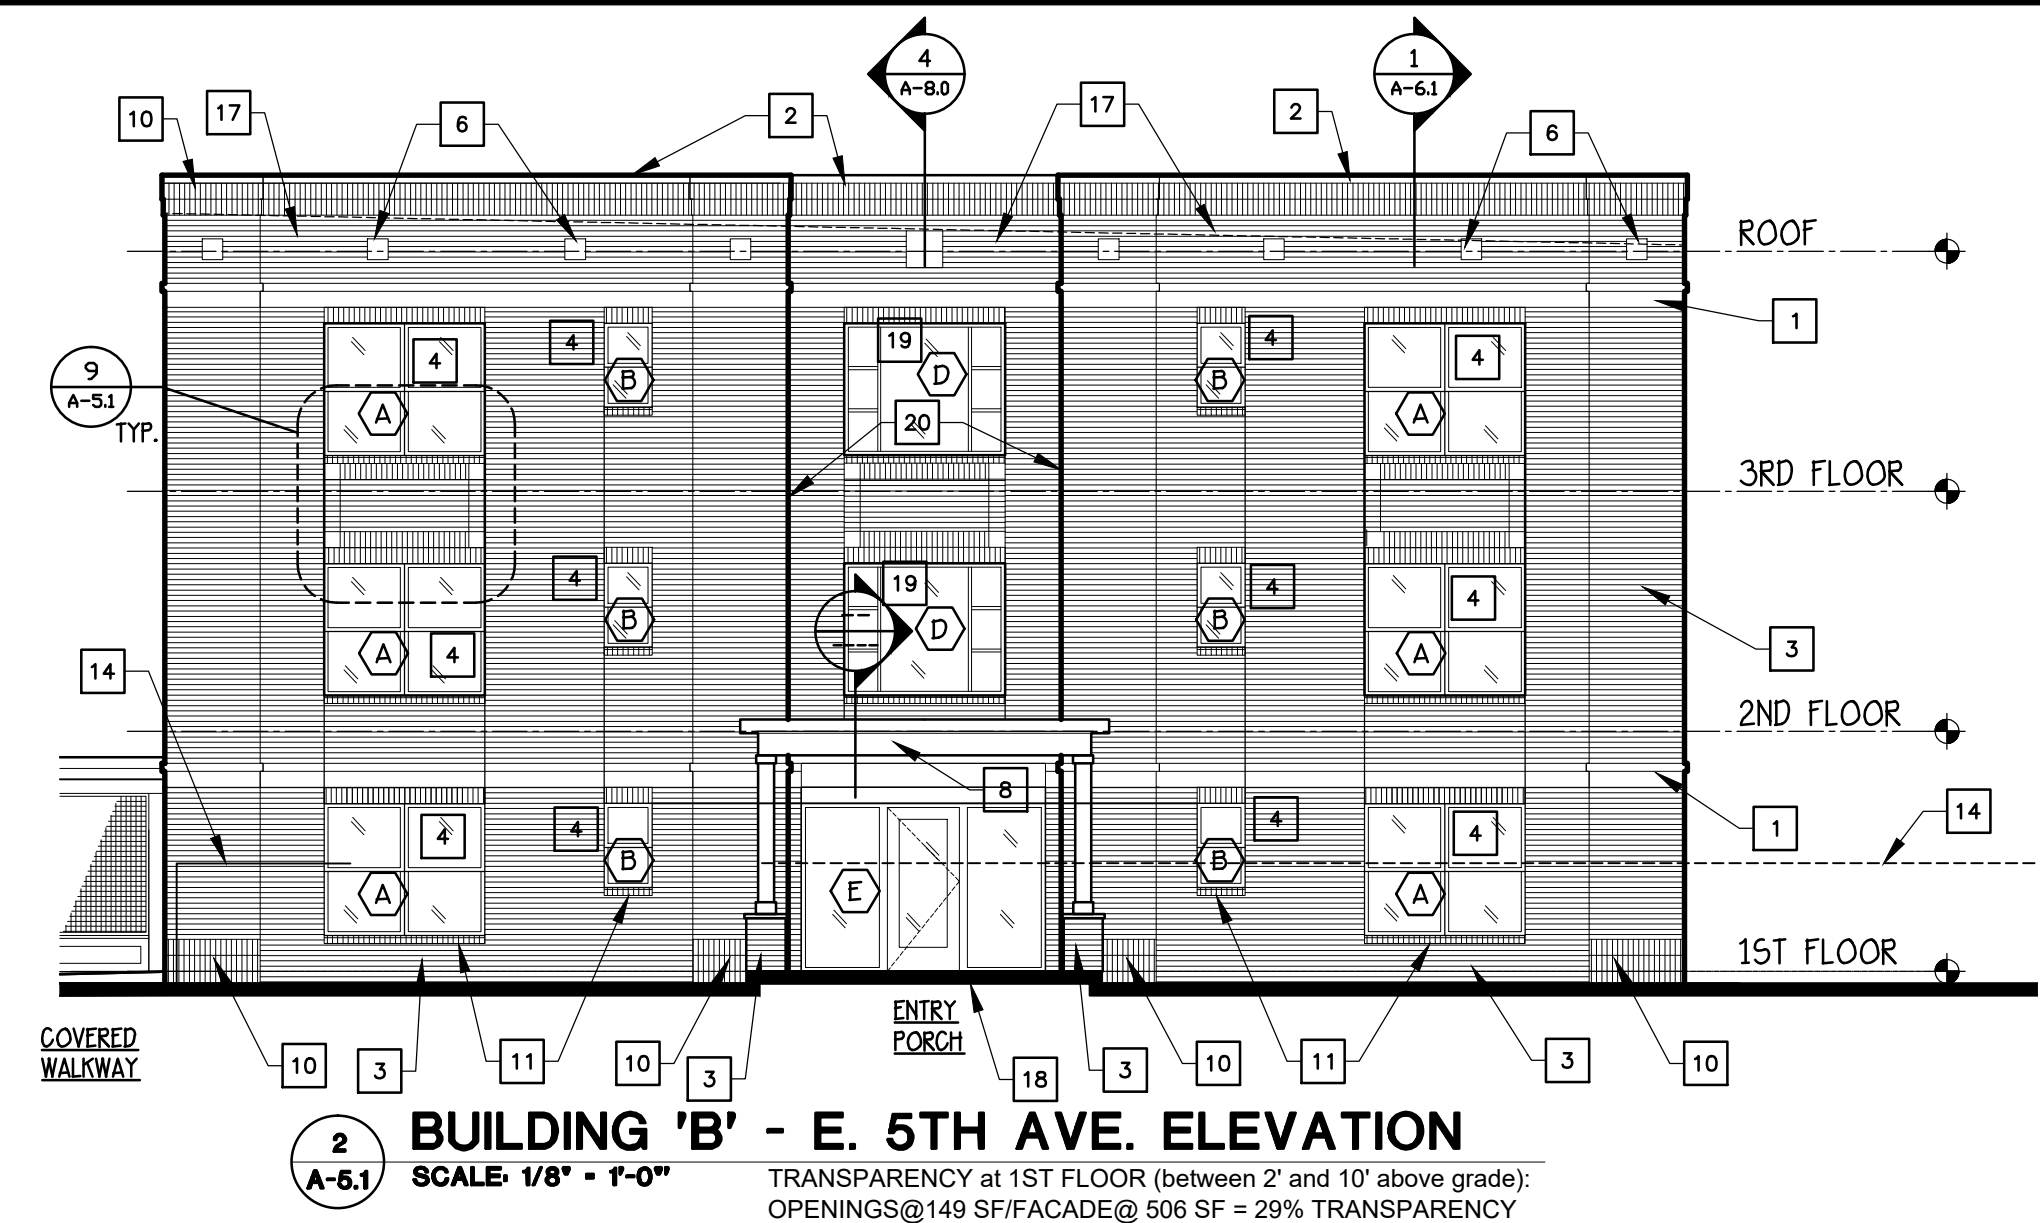 4
A-8.0
1
A-6.1
10
17
6
2
17
2
6
ROOF
1
4
4
19
4
4
B
D
B
A
A
9
A-5.1
TYP.
20
3RD FLOOR
4
19
4
4
B
D
B
A
4
A
3
14
2ND FLOOR
8
4
4
4
4
1
14
B
B
A
E
A
1ST FLOOR
COVERED
WALKWAY
ENTRY
PORCH
10
3
11
10
3
18
3
10
11
3
10
2
A-5.1
BUILDING 'B' - E. 5TH AVE. ELEVATION
SCALE: 1/8" = 1'-0"
TRANSPARENCY at 1ST FLOOR (between 2' and 10' above grade):
OPENINGS@149 SF/FACADE@ 506 SF = 29% TRANSPARENCY